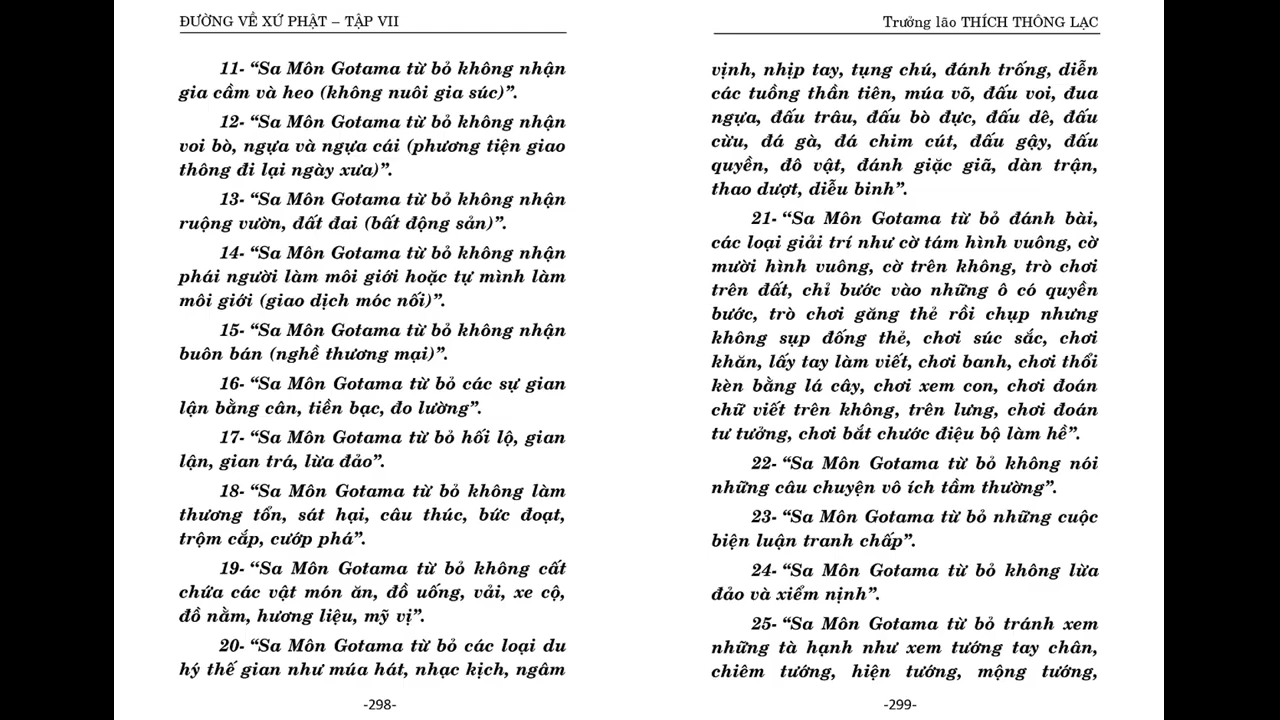 ĐƯỜNG VỀ XỨ PHẬT – TẬP VII
11- “Sa Môn Gotama từ bỏ không nhận
gia cầm và heo (không nuôi gia súc)”.
12- “Sa Môn Gotama từ bỏ không nhận
voi bò, ngựa và ngựa cái (phương tiện giao
thông đi lại ngày xưa)”.
13- “Sa Môn Gotama từ bỏ không nhận
ruộng vườn, đất đai (bất động sản)”.
14- “Sa Môn Gotama từ bỏ không nhận
phái người làm môi giới hoặc tự mình làm
môi giới (giao dịch móc nối)”.
15- “Sa Môn Gotama từ bỏ không nhận
buôn bán (nghề thương mại)”.
16- “Sa Môn Gotama từ bỏ các sự gian
lận bằng cân, tiền bạc, đo lường”.
17- “Sa Môn Gotama từ bỏ hối lộ, gian
lận, gian trá, lừa đảo”.
18- “Sa Môn Gotama từ bỏ không làm
thương tổn, sát hại, câu thúc, bức đoạt,
trộm cắp, cướp phá”.
19- “Sa Môn Gotama từ bỏ không cất
chứa các vật món ăn, đồ uống, vải, xe cộ,
đồ nằm, hương liệu, mỹ vị”.
20- “Sa Môn Gotama từ bỏ các loại du
hý thế gian như múa hát, nhạc kịch, ngâm
-298-
Trưởng lão THÍCH THÔNG LẠC
vịnh, nhịp tay, tụng chú, đánh trống, diễn
các tuồng thần tiên, múa võ, đấu voi, đua
ngựa, đấu trâu, đấu bò đực, đấu dê, đấu
cừu, đá gà, đá chim cút, đấu gậy, đấu
quyền, đô vật, đánh giặc giã, dàn trận,
thao dượt, diễu binh”.
21- “Sa Môn Gotama từ bỏ đánh bài,
các loại giải trí như cờ tám hình vuông, cờ
mười hình vuông, cờ trên không, trò chơi
trên đất, chỉ bước vào những ô có quyền
bước, trò chơi găng thẻ rồi chụp nhưng
không sụp đống thẻ, chơi súc sắc, chơi
khăn, lấy tay làm viết, chơi banh, chơi thổi
kèn bằng lá cây, chơi xem con, chơi đoán
chữ viết trên không, trên lưng, chơi đoán
tư tưởng, chơi bắt chước điệu bộ làm hề”.
22- “Sa Môn Gotama từ bỏ không nói
những câu chuyện vô ích tầm thường”.
23- “Sa Môn Gotama từ bỏ những cuộc
biện luận tranh chấp”.
24- “Sa Môn Gotama từ bỏ không lừa
đảo và xiểm nịnh”.
25- “Sa Môn Gotama từ bỏ tránh xem
những tà hạnh như xem tướng tay chân,
chiêm tướng, hiện tướng, mộng tướng,
-299-